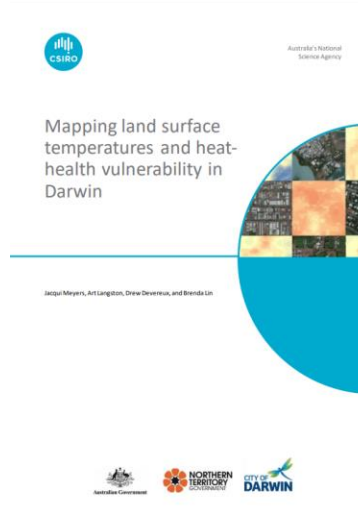 CSIRO
Australia's National
Science Agency
Mapping land surface
temperatures and heat-
health vulnerability in
Darwin
Jacqui Meyers, Art Langston, Drew Devereux, and Brenda Lin
Australian Government
NORTHERN
TERRITORY
GOVERNMENT
CITY OF
DARWIN